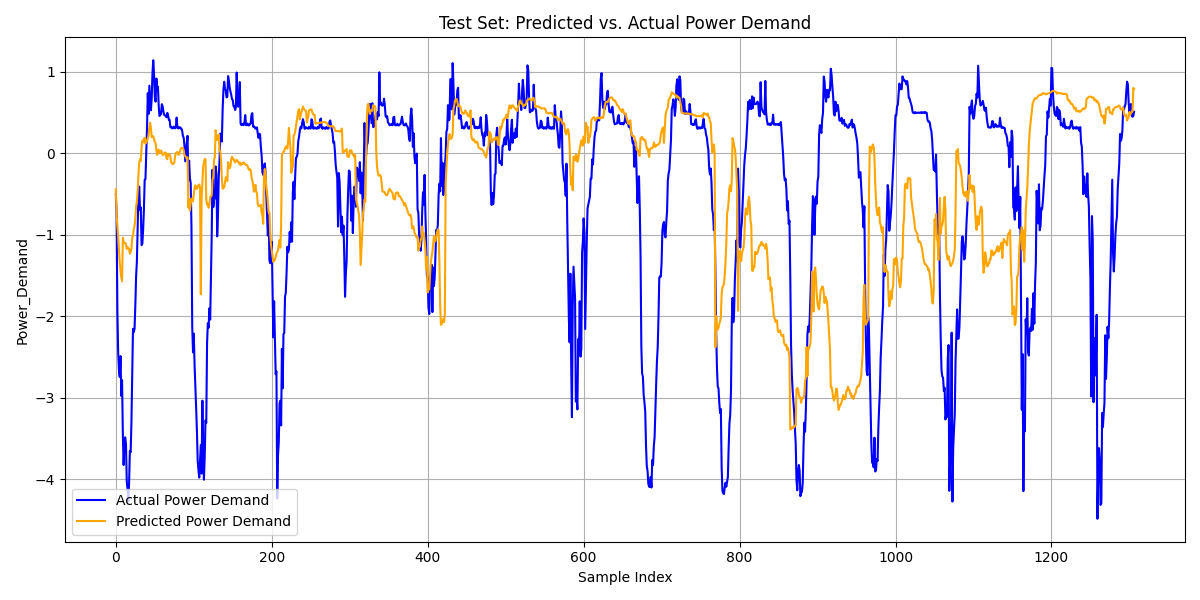 Test Set: Predicted vs. Actual Power Demand
Power_Demand
1
0
−1
−2
−3
−4
Actual Power Demand
Predicted Power Demand
0 200 400 600 800 1000 1200
Sample Index